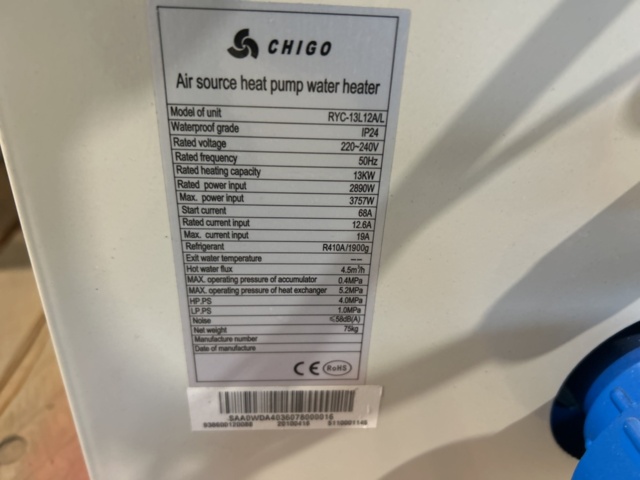 CHIGO
Air source heat pump water heater
Model of unit RYC-13L12A/L
Waterproof grade IP24
Rated voltage 220~240V
Rated frequency 50Hz
Rated heating capacity 13KW
Rated power input 2890W
Max. power input 3757W
Start current 68A
Rated current input 12.6A
Max. current input 19A
Refrigerant R410A/1900g
Exit water temperature ---
Hot water flux 4.5m³/h
MAX. operating pressure of accumulator 0.4MPa
MAX. operating pressure of heat exchanger 5.2MPa
HP,PS 4.0MPa
LP,PS 1.0MPa
Noise ≤58dB(A)
Net weight 75kg
Manufacture number
Date of manufacture
CE RoHS
SAA0WDA4036078000016
938600120088 20100418 0110001146